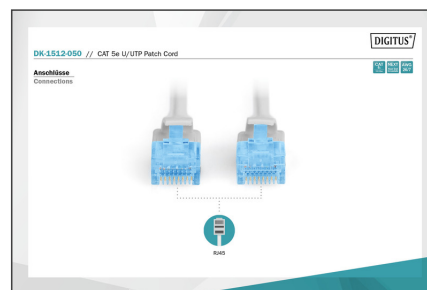 DIGITUS®
DK-1512-050 // CAT 5e U/UTP Patch Cord
Anschlüsse
Connections
RJ45